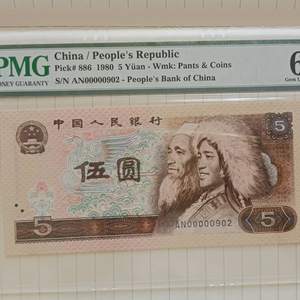 PMG
MONEY GUARANTY
China / People's Republic
Pick# 886 1980 5 Yüan - Wmk: Pants & Coins
S/N AN00000902 - People's Bank of China
6
Gem U
中国人民银行
5
伍圆
AN00000902
5
5